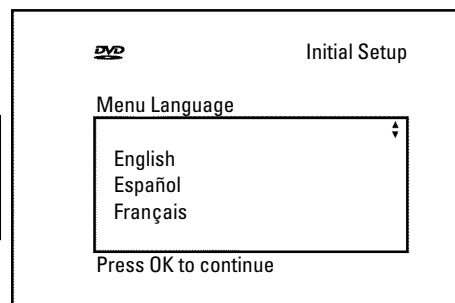 DVD
Initial Setup
Menu Language
English
Español
Français
Press OK to continue